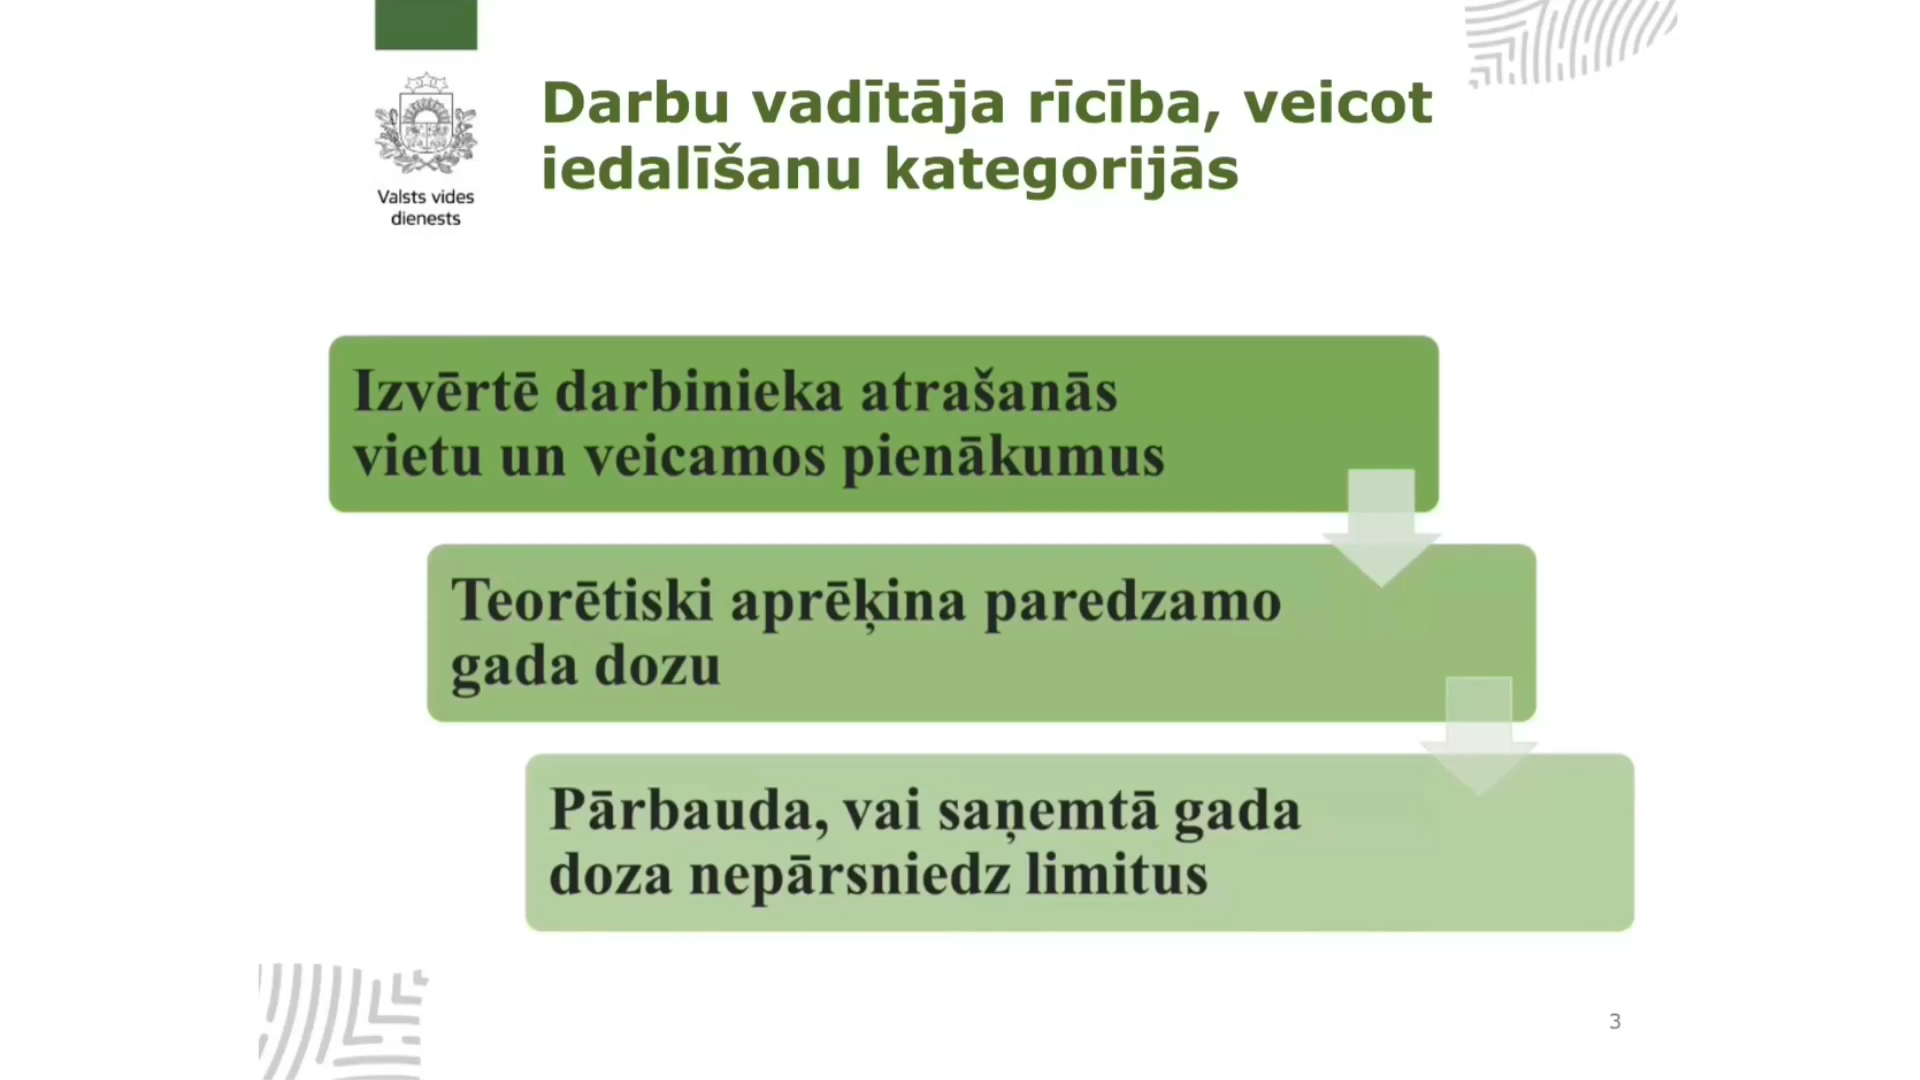 Valsts vides
dienests
Darbu vadītāja rīcība, veicot
iedalīšanu kategorijās
Izvērtē darbinieka atrašanās
vietu un veicamos pienākumus
Teorētiski aprēķina paredzamo
gada dozu
Pārbauda, vai saņemtā gada
doza nepārsniedz limitus
3